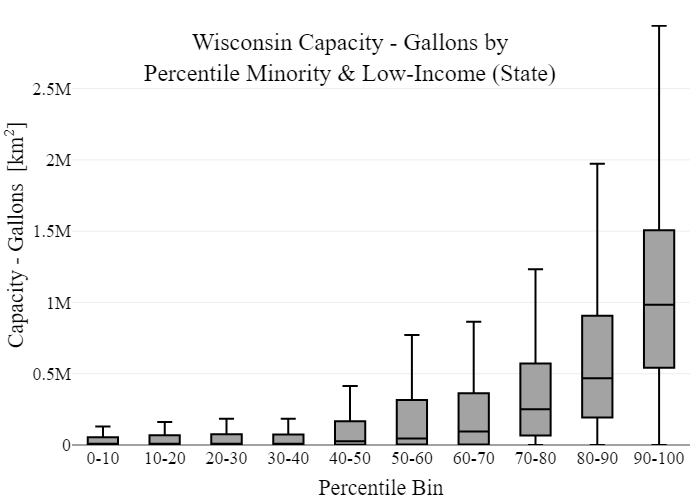 Wisconsin Capacity - Gallons by
Percentile Minority & Low-Income (State)
Capacity - Gallons [km²]
2.5M
2M
1.5M
1M
0.5M
0
0-10 10-20 20-30 30-40 40-50 50-60 60-70 70-80 80-90 90-100
Percentile Bin